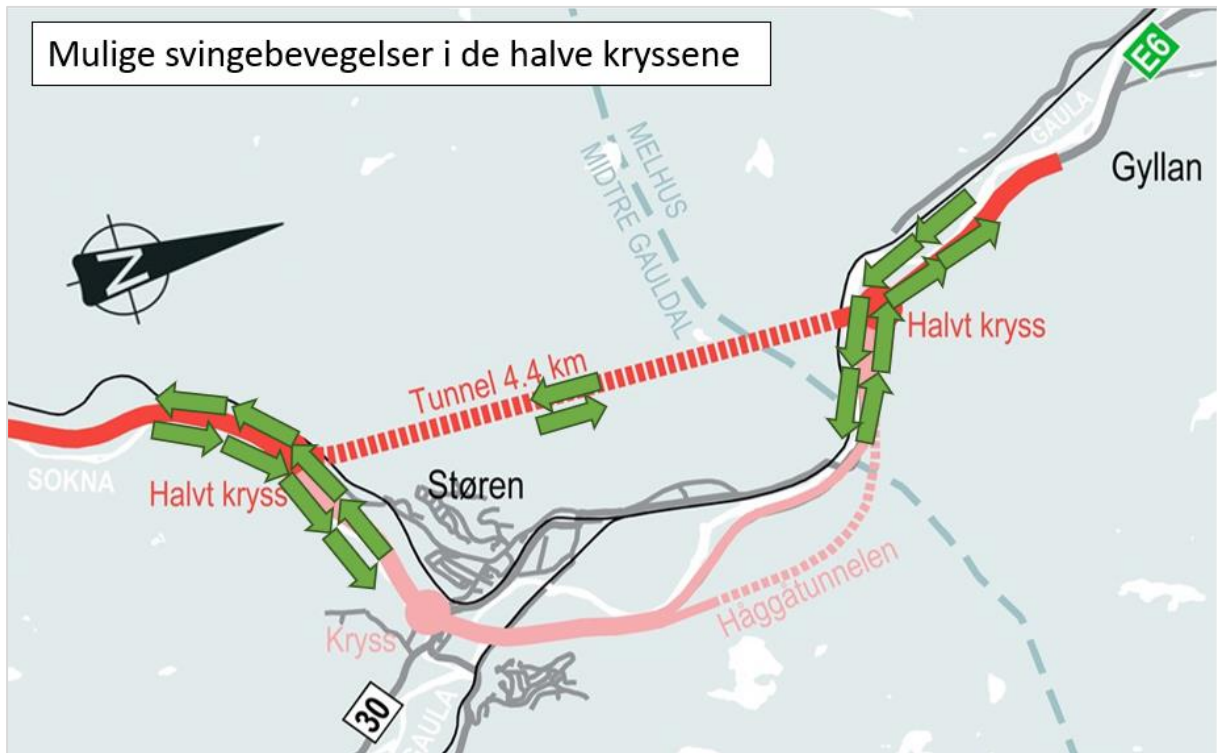 Mulige svingebevegelser i de halve kryssene
E6
GAULA
Gyllan
MELHUS
MIDTRE GAULDAL
N
Halvt kryss
Tunnel 4.4 km
SOKNA
Halvt kryss
Støren
Håggåtunnelen
Kryss
30
GAULA